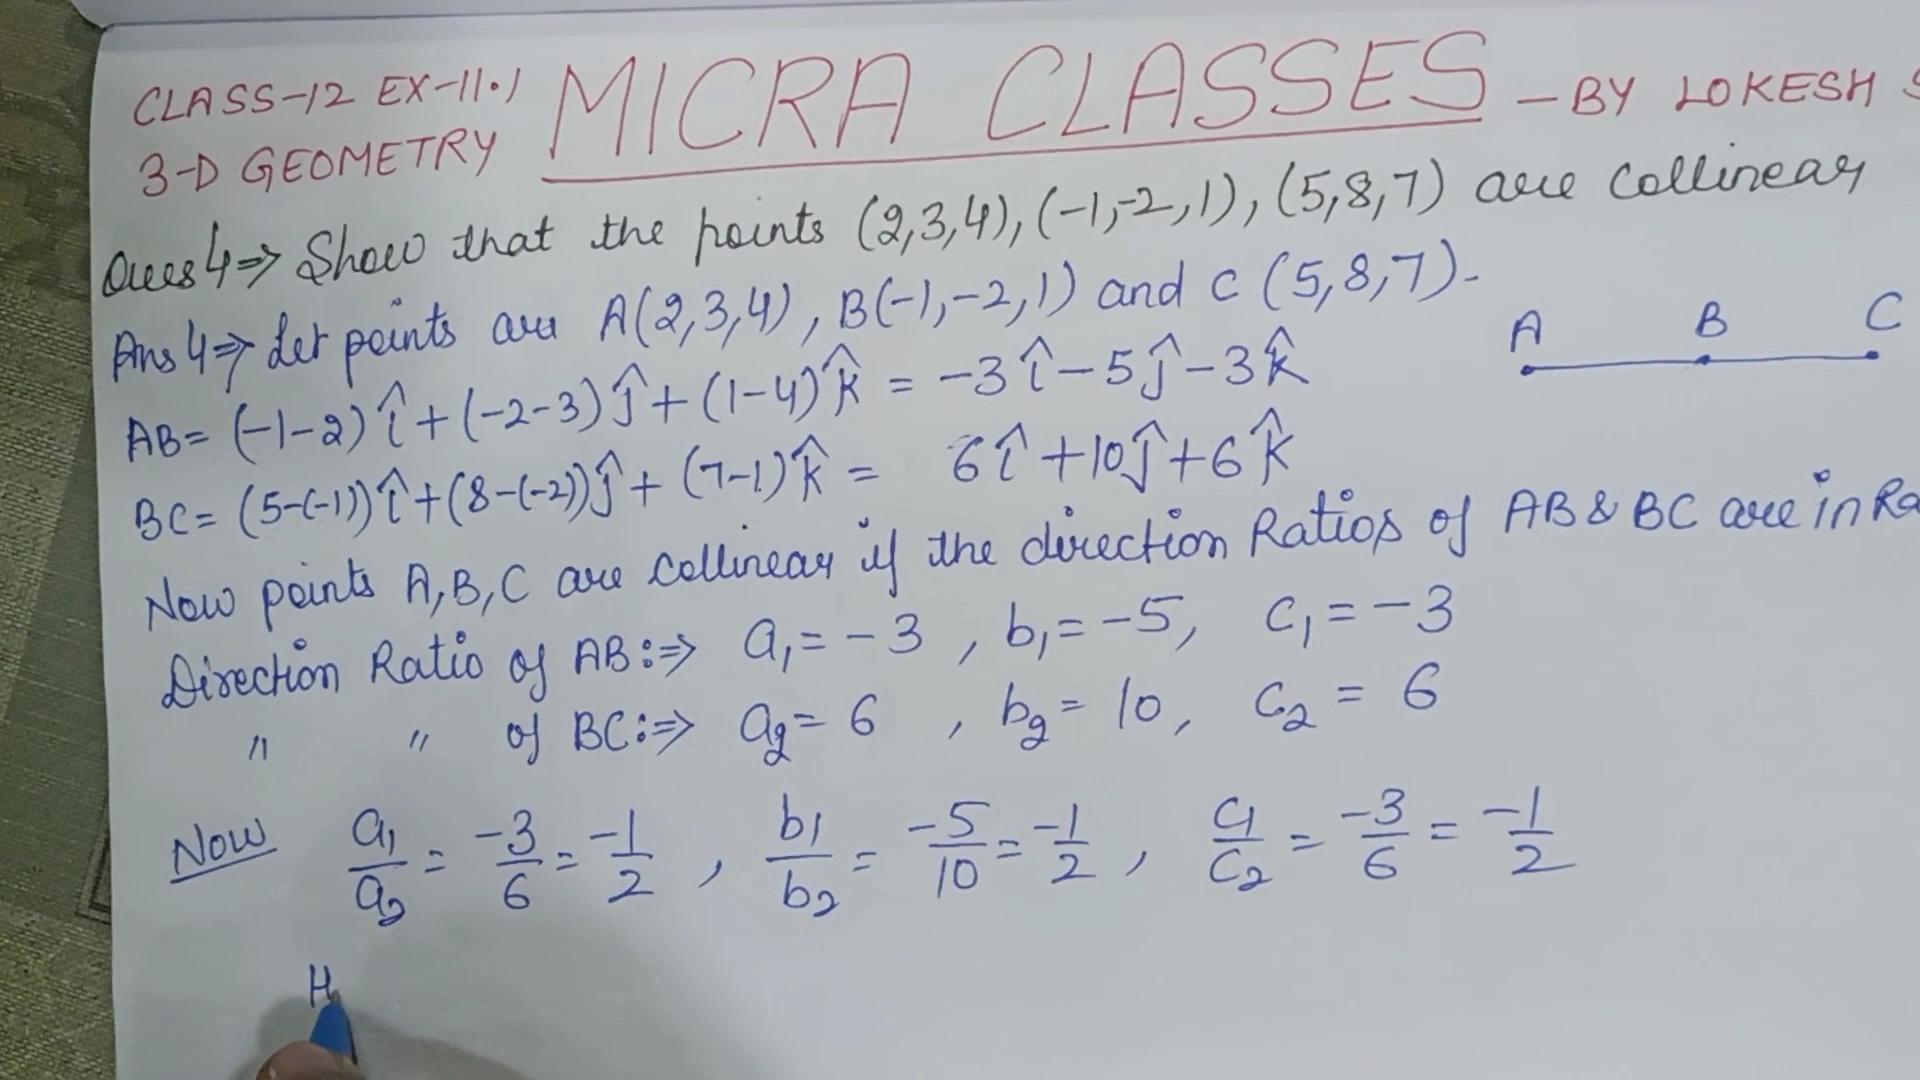 CLASS-12 EX-11.1 MICRA CLASSES - BY LOKESH S
3-D GEOMETRY
Ques 4⇒ Show that the points (2,3,4), (-1,-2,1), (5,8,7) are collinear
Ans 4⇒ Let points are A(2,3,4), B(-1,-2,1) and C (5,8,7).
A B C
AB= (-1-2)î+(-2-3)ĵ+(1-4)k̂ = -3î-5ĵ-3k̂
BC= (5-(-1))î+(8-(-2))ĵ+(7-1)k̂ = 6î+10ĵ+6k̂
Now points A,B,C are collinear if the direction Ratios of AB & BC are in Ra
Direction Ratio of AB:⇒ a₁=-3, b₁=-5, c₁=-3
" " of BC:⇒ a₂=6, b₂=10, c₂=6
Now a₁/a₂ = -3/6 = -1/2, b₁/b₂ = -5/10 = -1/2, c₁/c₂ = -3/6 = -1/2
H